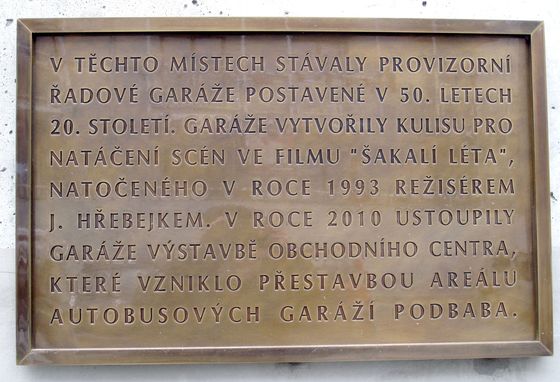 V TĚCHTO MÍSTECH STÁVALY PROVIZORNÍ
ŘADOVÉ GARÁŽE POSTAVENÉ V 50. LETECH
20. STOLETÍ. GARÁŽE VYTVOŘILY KULISU PRO
NATÁČENÍ SCÉN VE FILMU "ŠAKALÍ LÉTA",
NATOČENÉHO V ROCE 1993 REŽISÉREM
J. HŘEBEJKEM. V ROCE 2010 USTOUPILY
GARÁŽE VÝSTAVBĚ OBCHODNÍHO CENTRA,
KTERÉ VZNIKLO PŘESTAVBOU AREÁLU
AUTOBUSOVÝCH GARÁŽÍ PODBABA.